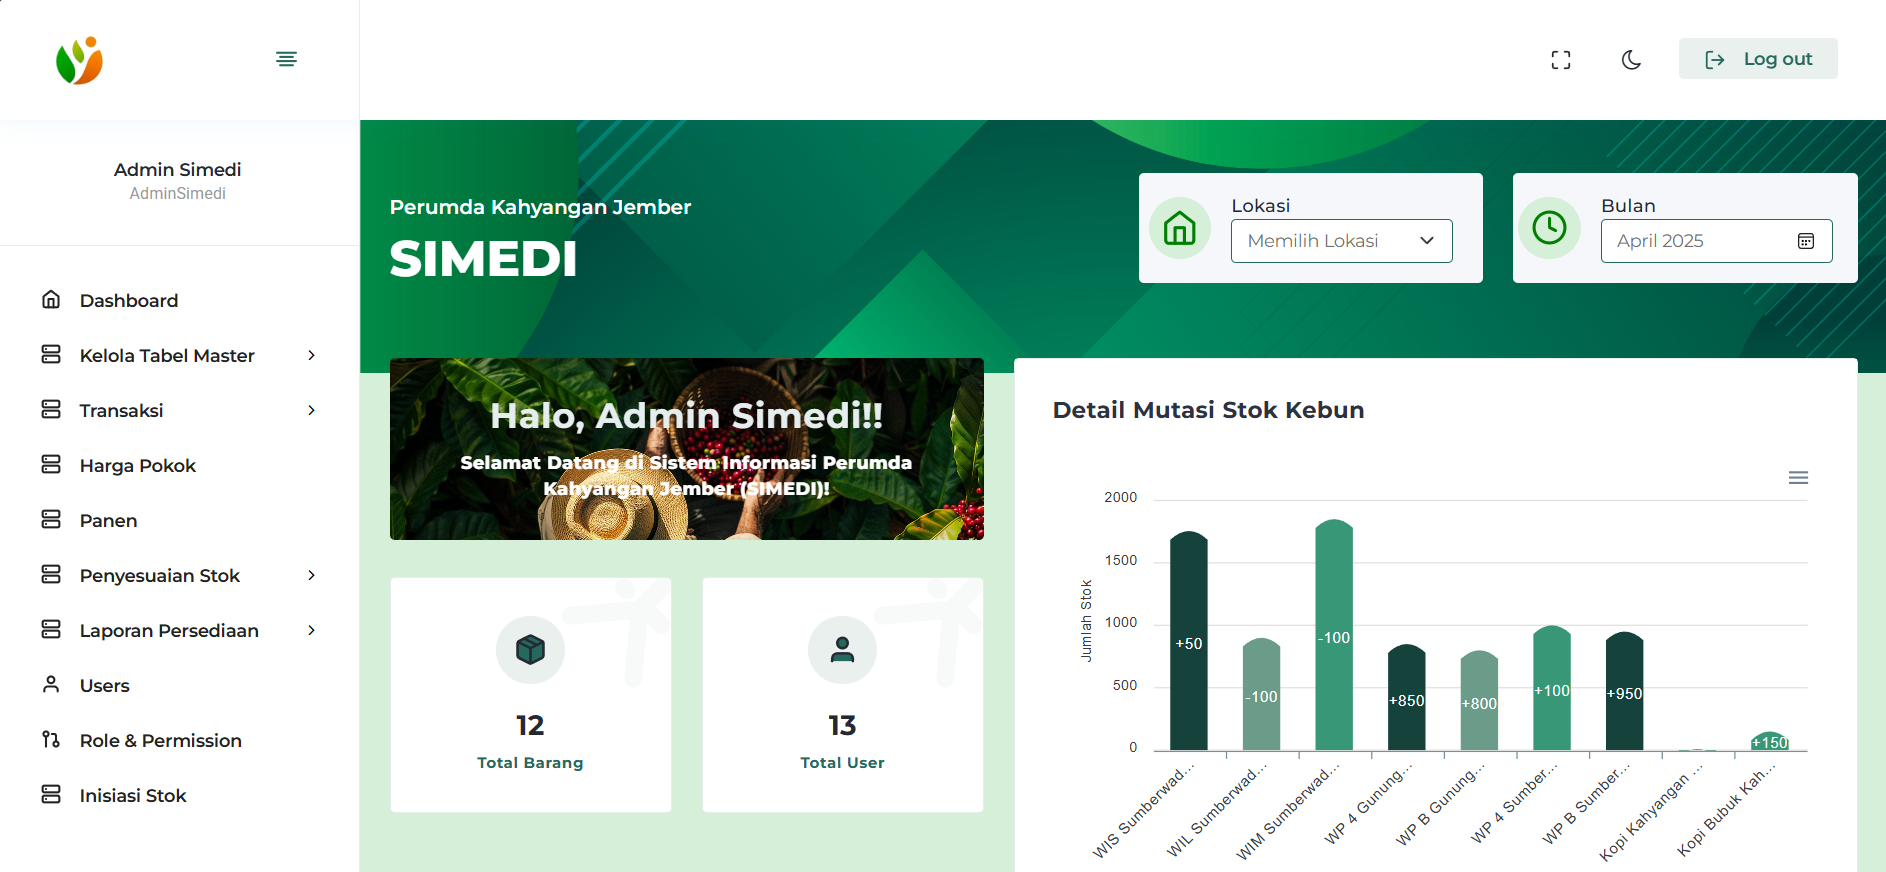 Log out
Admin Simedi
AdminSimedi
Dashboard
Kelola Tabel Master
Transaksi
Harga Pokok
Panen
Penyesuaian Stok
Laporan Persediaan
Users
Role & Permission
Inisiasi Stok
Perumda Kahyangan Jember
SIMEDI
Lokasi
Memilih Lokasi
Bulan
April 2025
Halo, Admin Simedi!!
Selamat Datang di Sistem Informasi Perumda
Kahyangan Jember (SIMEDI)!
12
Total Barang
13
Total User
Detail Mutasi Stok Kebun
Jumlah Stok
2000
1500
1000
500
0
+50
-100
-100
+850
+800
+100
+950
+150
WIS Sumberwad...
WIL Sumberwad...
WIM Sumberwad...
WP 4 Gunung...
WP B Gunung...
WP 4 Sumber...
WP B Sumber...
Kopi Kahyangan ...
Kopi Bubuk Kah...